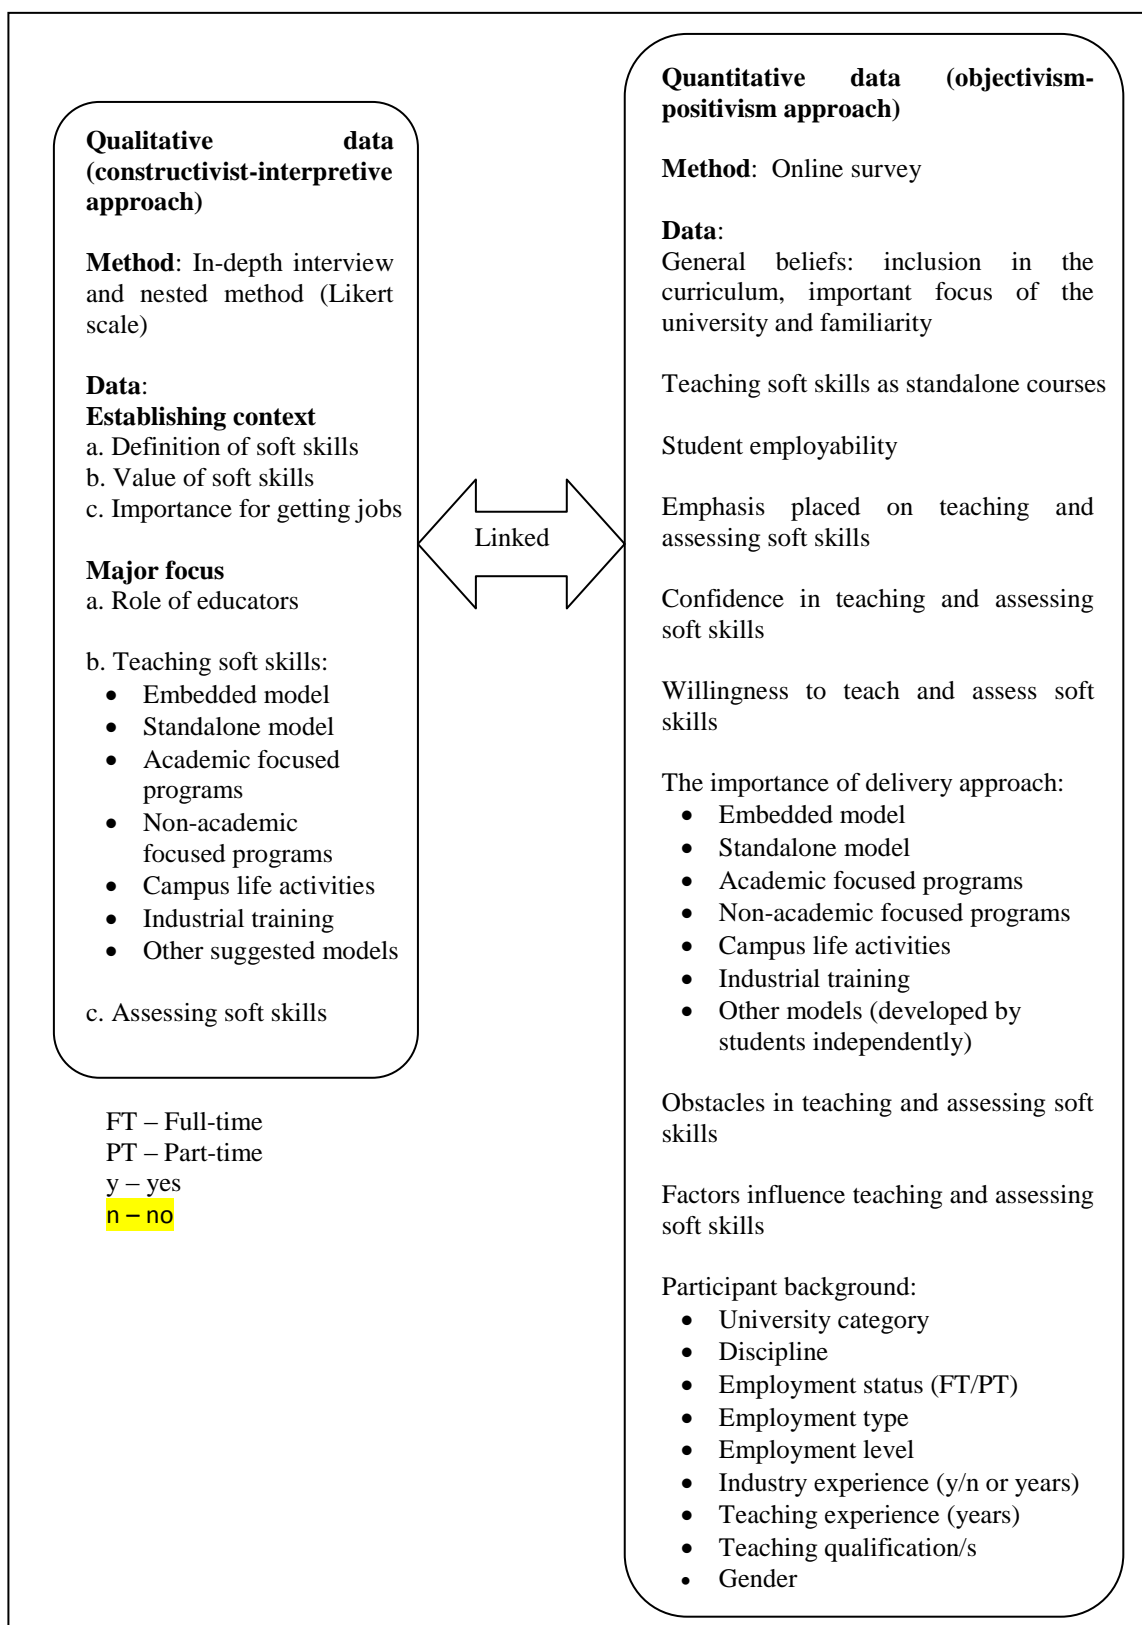 Qualitative data
(constructivist-interpretive
approach)
Method: In-depth interview
and nested method (Likert
scale)
Data:
Establishing context
a. Definition of soft skills
b. Value of soft skills
c. Importance for getting jobs
Major focus
a. Role of educators
b. Teaching soft skills:
• Embedded model
• Standalone model
• Academic focused
programs
• Non-academic
focused programs
• Campus life activities
• Industrial training
• Other suggested models
c. Assessing soft skills
FT – Full-time
PT – Part-time
y – yes
n – no
Linked
Quantitative data (objectivism-
positivism approach)
Method: Online survey
Data:
General beliefs: inclusion in the
curriculum, important focus of the
university and familiarity
Teaching soft skills as standalone courses
Student employability
Emphasis placed on teaching and
assessing soft skills
Confidence in teaching and assessing
soft skills
Willingness to teach and assess soft
skills
The importance of delivery approach:
• Embedded model
• Standalone model
• Academic focused programs
• Non-academic focused programs
• Campus life activities
• Industrial training
• Other models (developed by
students independently)
Obstacles in teaching and assessing soft
skills
Factors influence teaching and assessing
soft skills
Participant background:
• University category
• Discipline
• Employment status (FT/PT)
• Employment type
• Employment level
• Industry experience (y/n or years)
• Teaching experience (years)
• Teaching qualification/s
• Gender